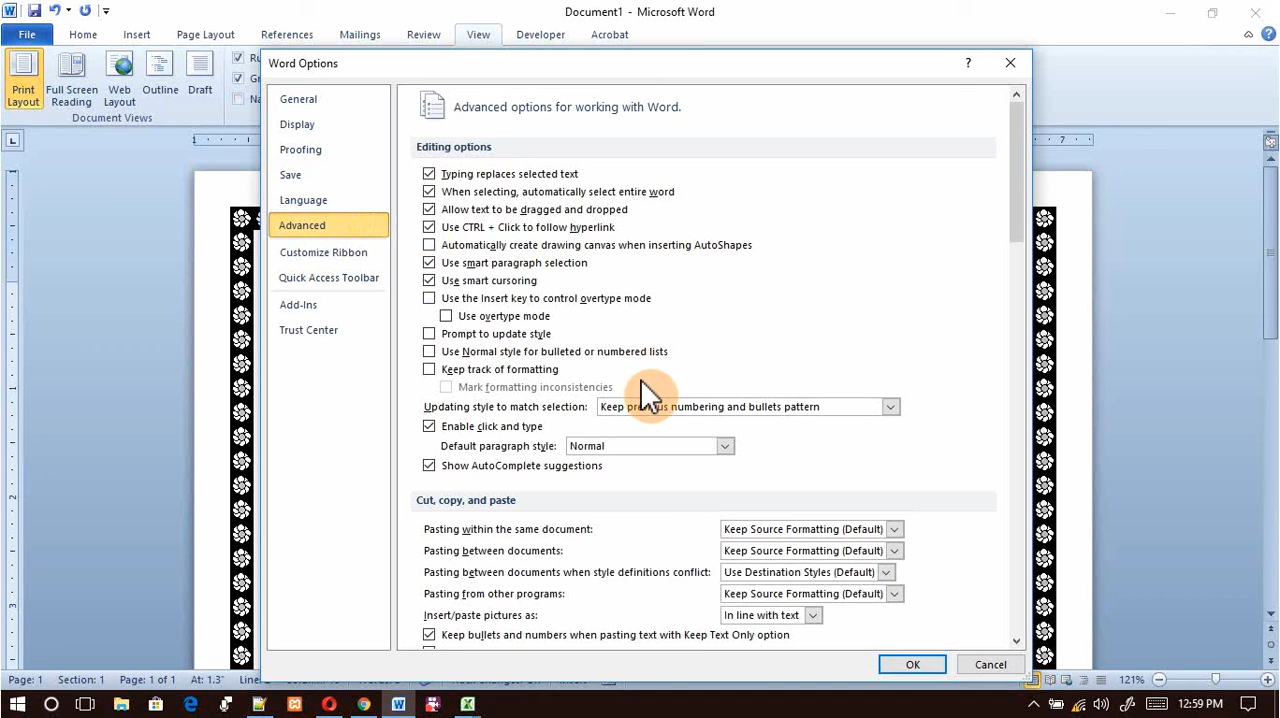 Document1 - Microsoft Word
File Home Insert Page Layout References Mailings Review View Developer Acrobat
Print Layout
Full Screen Reading
Web Layout
Outline
Draft
Document Views
Word Options
General
Display
Proofing
Save
Language
Advanced
Customize Ribbon
Quick Access Toolbar
Add-Ins
Trust Center
Advanced options for working with Word.
Editing options
Typing replaces selected text
When selecting, automatically select entire word
Allow text to be dragged and dropped
Use CTRL + Click to follow hyperlink
Automatically create drawing canvas when inserting AutoShapes
Use smart paragraph selection
Use smart cursoring
Use the Insert key to control overtype mode
Use overtype mode
Prompt to update style
Use Normal style for bulleted or numbered lists
Keep track of formatting
Mark formatting inconsistencies
Updating style to match selection: Keep previous numbering and bullets pattern
Enable click and type
Default paragraph style: Normal
Show AutoComplete suggestions
Cut, copy, and paste
Pasting within the same document: Keep Source Formatting (Default)
Pasting between documents: Keep Source Formatting (Default)
Pasting between documents when style definitions conflict: Use Destination Styles (Default)
Pasting from other programs: Keep Source Formatting (Default)
Insert/paste pictures as: In line with text
Keep bullets and numbers when pasting text with Keep Text Only option
OK Cancel
Page: 1 Section: 1 Page: 1 of 1 At: 1.3" 121%
12:59 PM